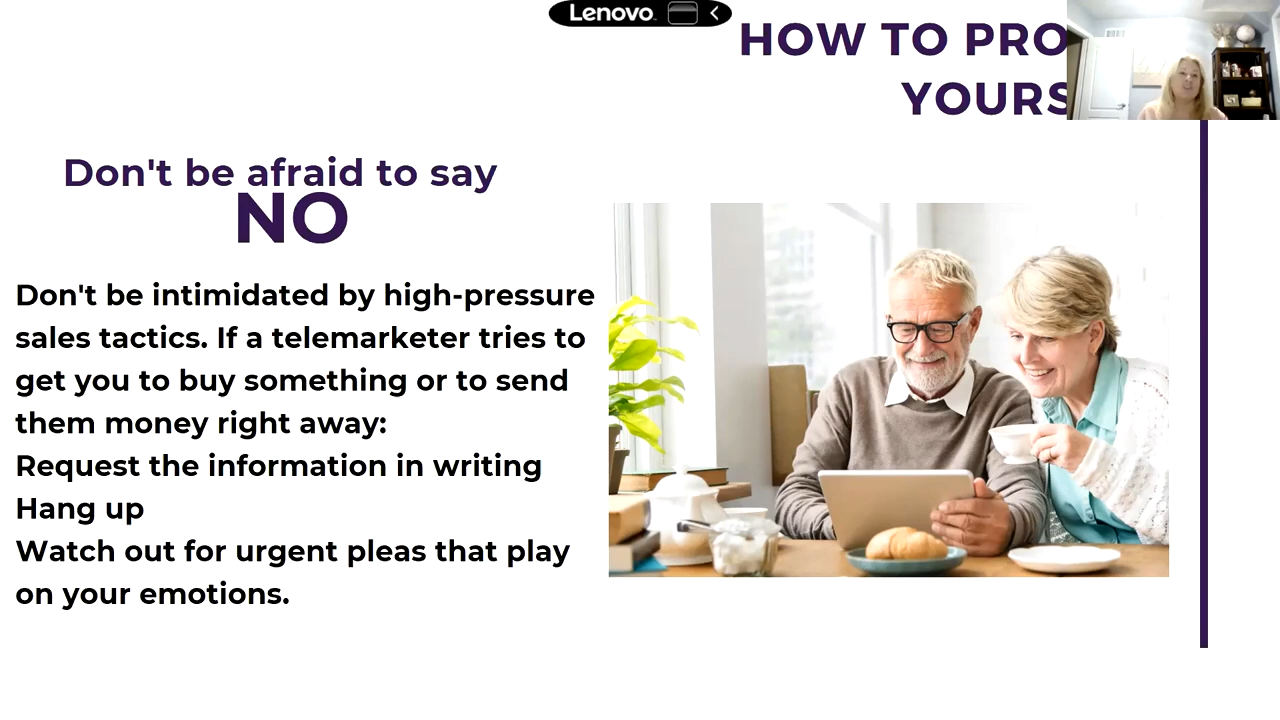 Lenovo
HOW TO PRO
YOURS
Don't be afraid to say
NO
Don't be intimidated by high-pressure
sales tactics. If a telemarketer tries to
get you to buy something or to send
them money right away:
Request the information in writing
Hang up
Watch out for urgent pleas that play
on your emotions.